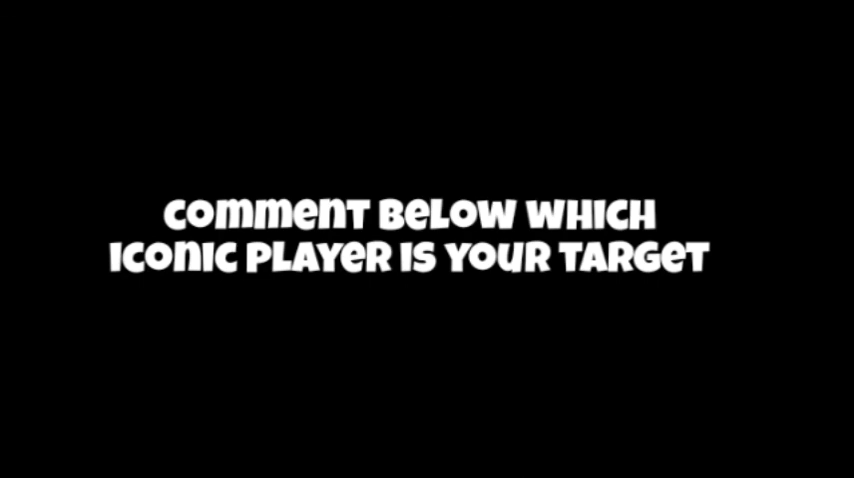 COMMENT BELOW WHICH
ICONIC PLAYER IS YOUR TARGET